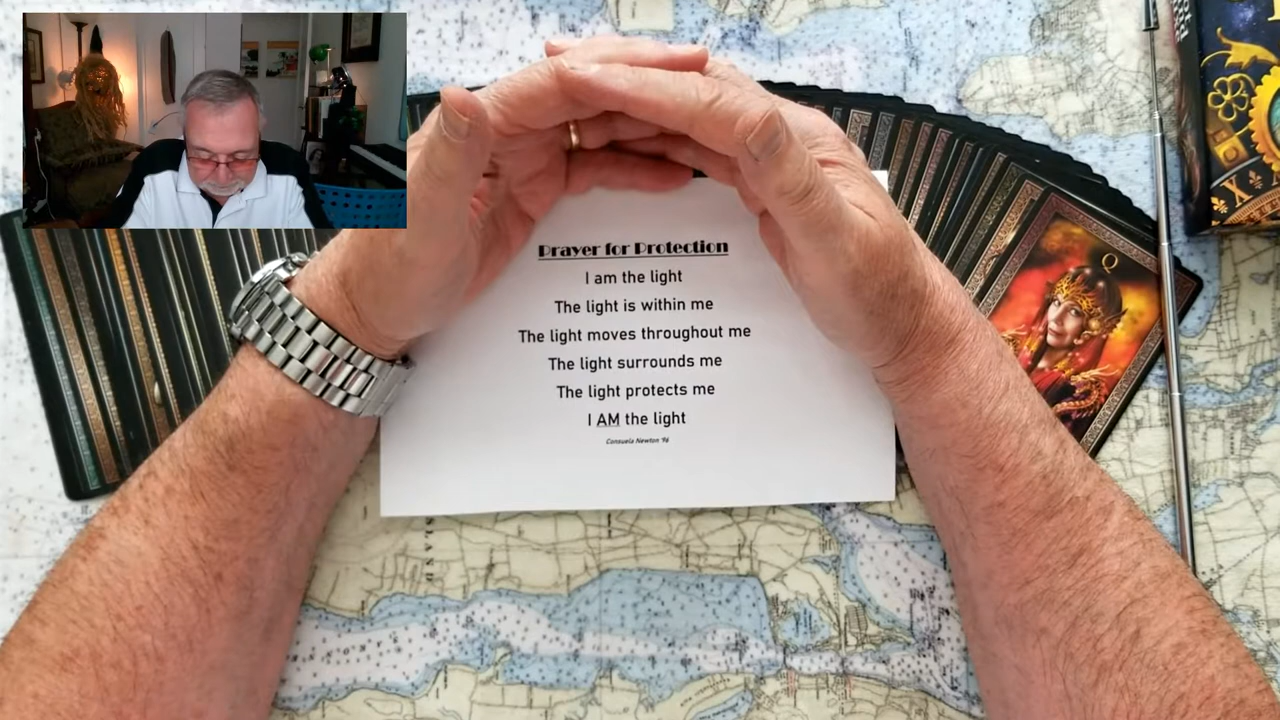 Prayer for Protection
I am the light
The light is within me
The light moves throughout me
The light surrounds me
The light protects me
I AM the light
Consuela Newton '96
Q
X